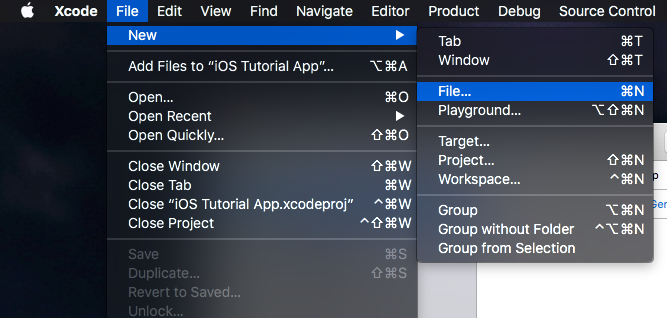 Xcode File Edit View Find Navigate Editor Product Debug Source Control
New ▶
Add Files to “iOS Tutorial App”... ⌥⌘A
Open... ⌘O
Open Recent ▶
Open Quickly... ⇧⌘O
Close Window ⇧⌘W
Close Tab ⌘W
Close “iOS Tutorial App.xcodeproj” ^⌘W
Close Project ^⇧⌘W
Save ⌘S
Duplicate... ⇧⌘S
Revert to Saved...
Unlock...
Tab ⌘T
Window ⇧⌘T
File... ⌘N
Playground... ⌥⇧⌘N
Target...
Project... ⇧⌘N
Workspace... ^⌘N
Group ⌥⌘N
Group without Folder ^⌥⌘N
Group from Selection
p
Ger